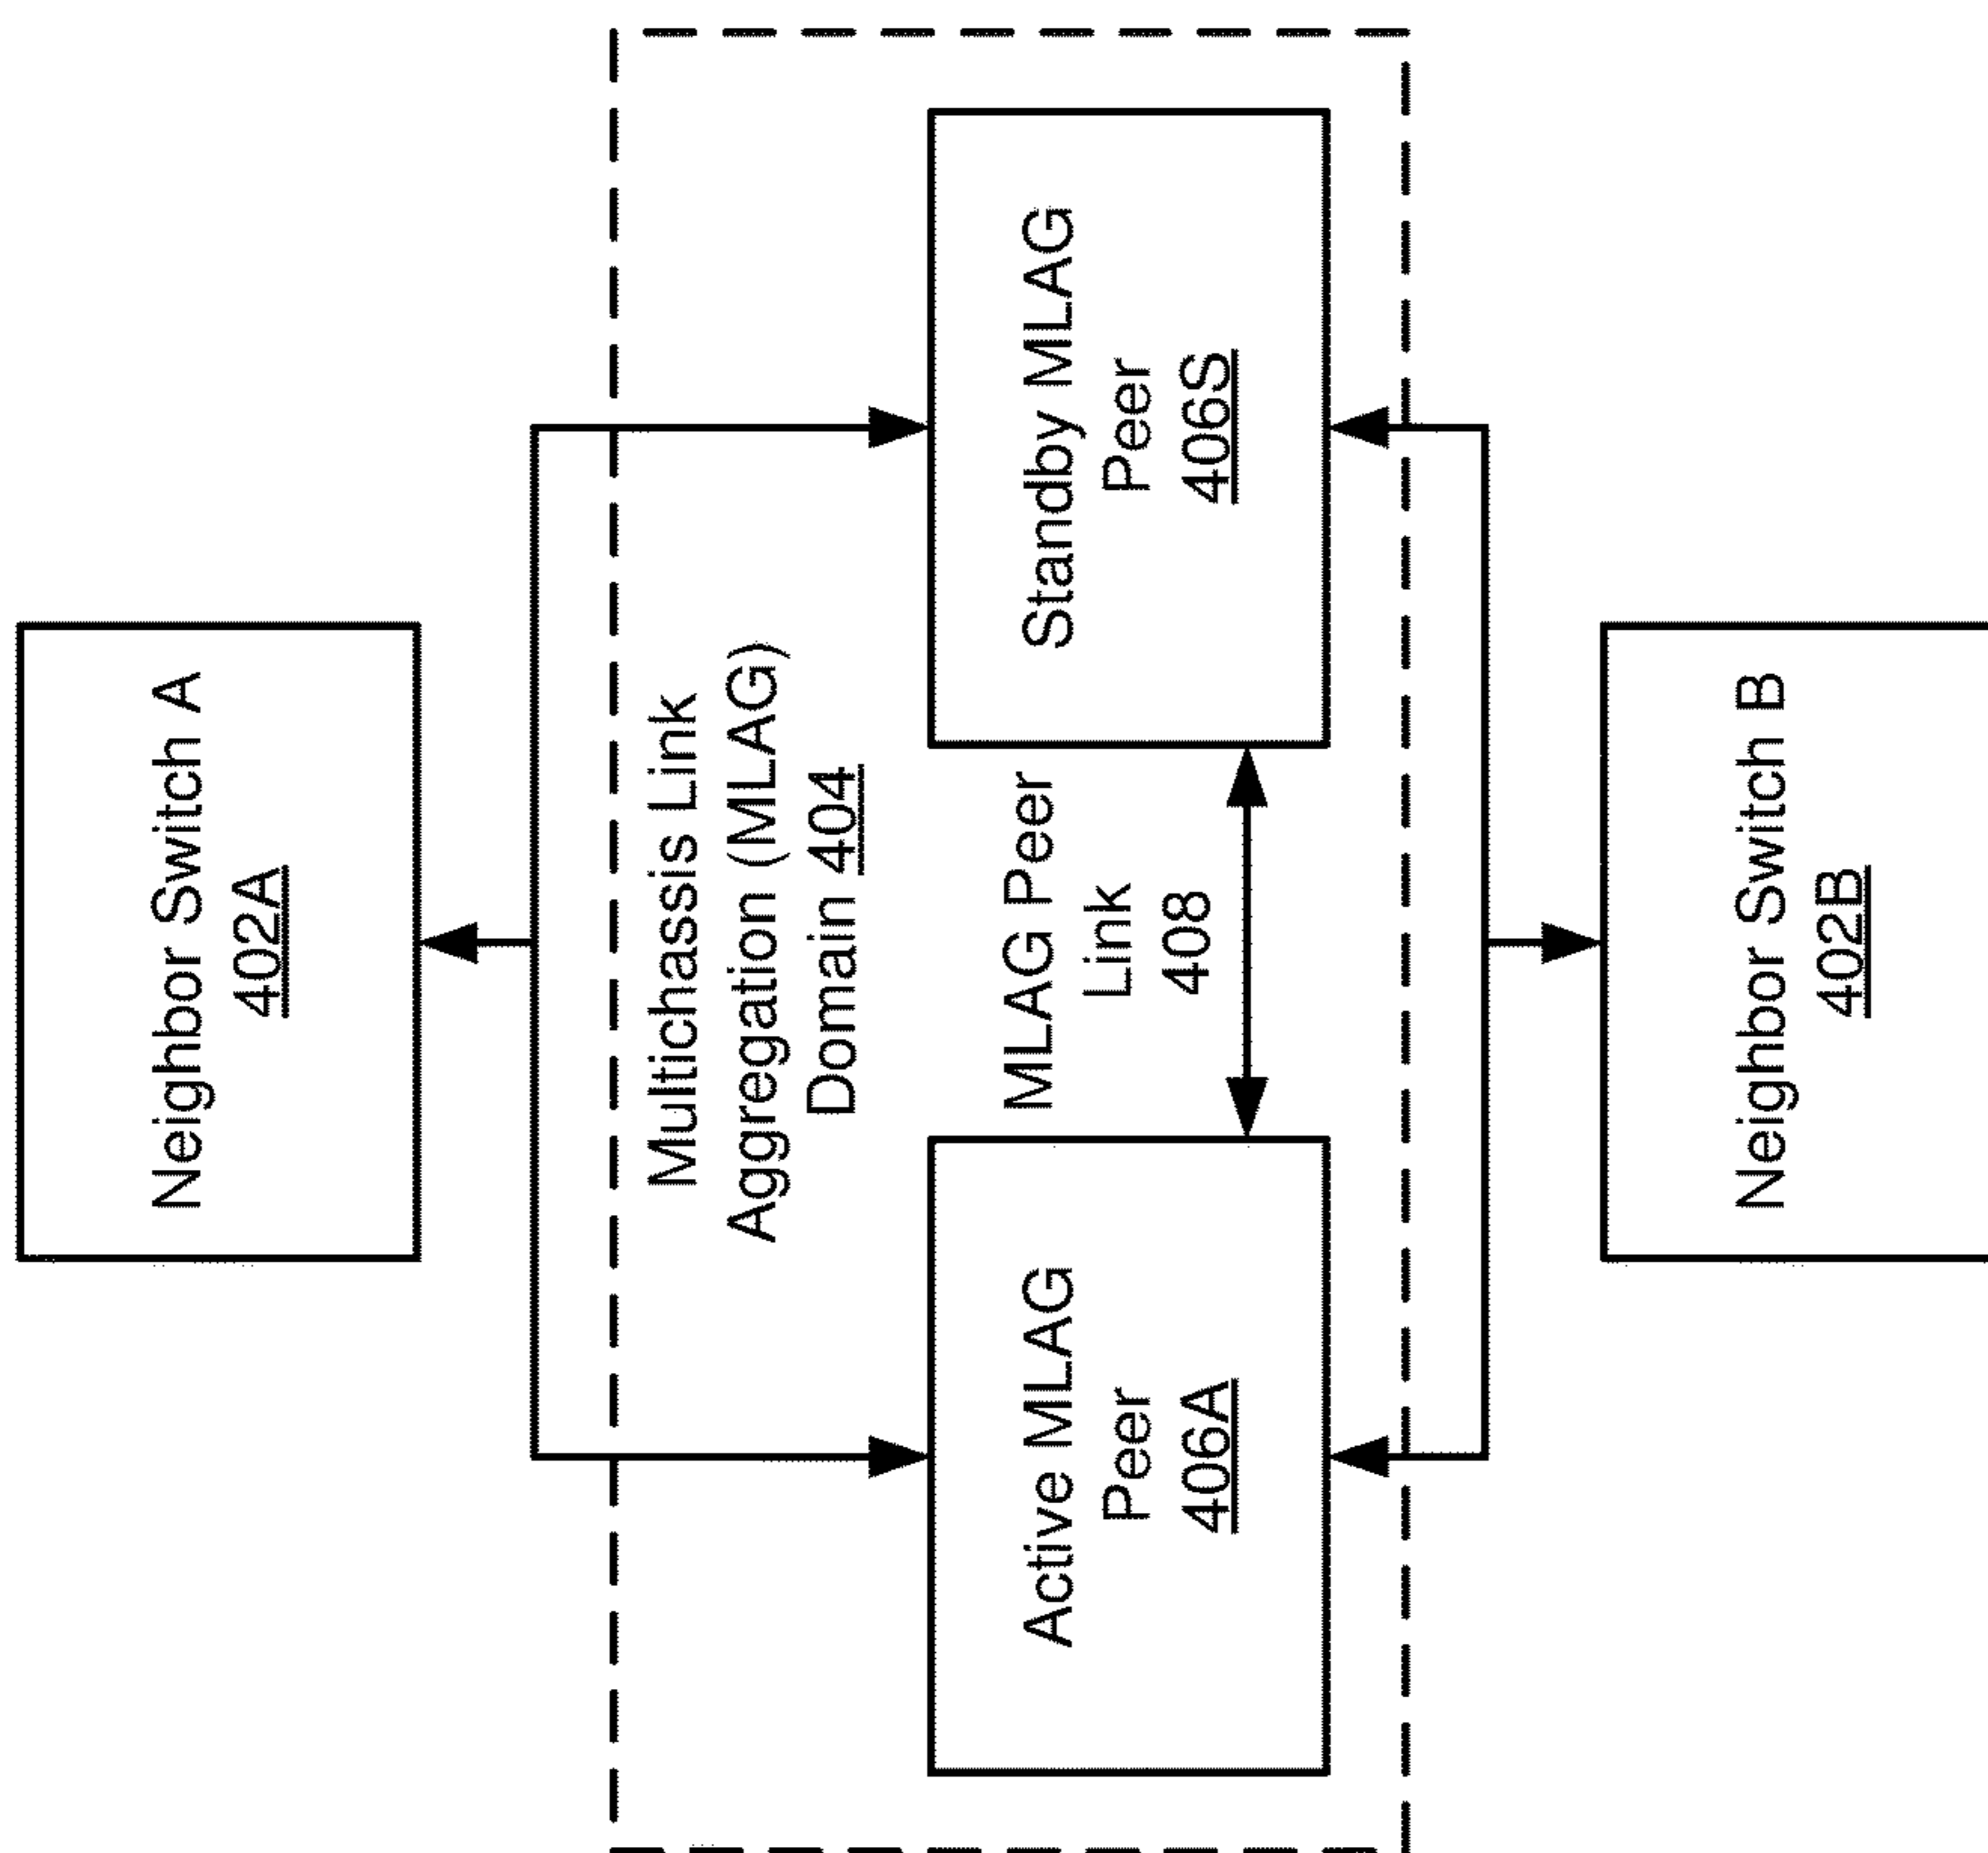 Neighbor Switch A
402A
Multichassis Link
Aggregation (MLAG)
Domain 404
Active MLAG
Peer
406A
MLAG Peer
Link
408
Standby MLAG
Peer
406S
Neighbor Switch B
402B